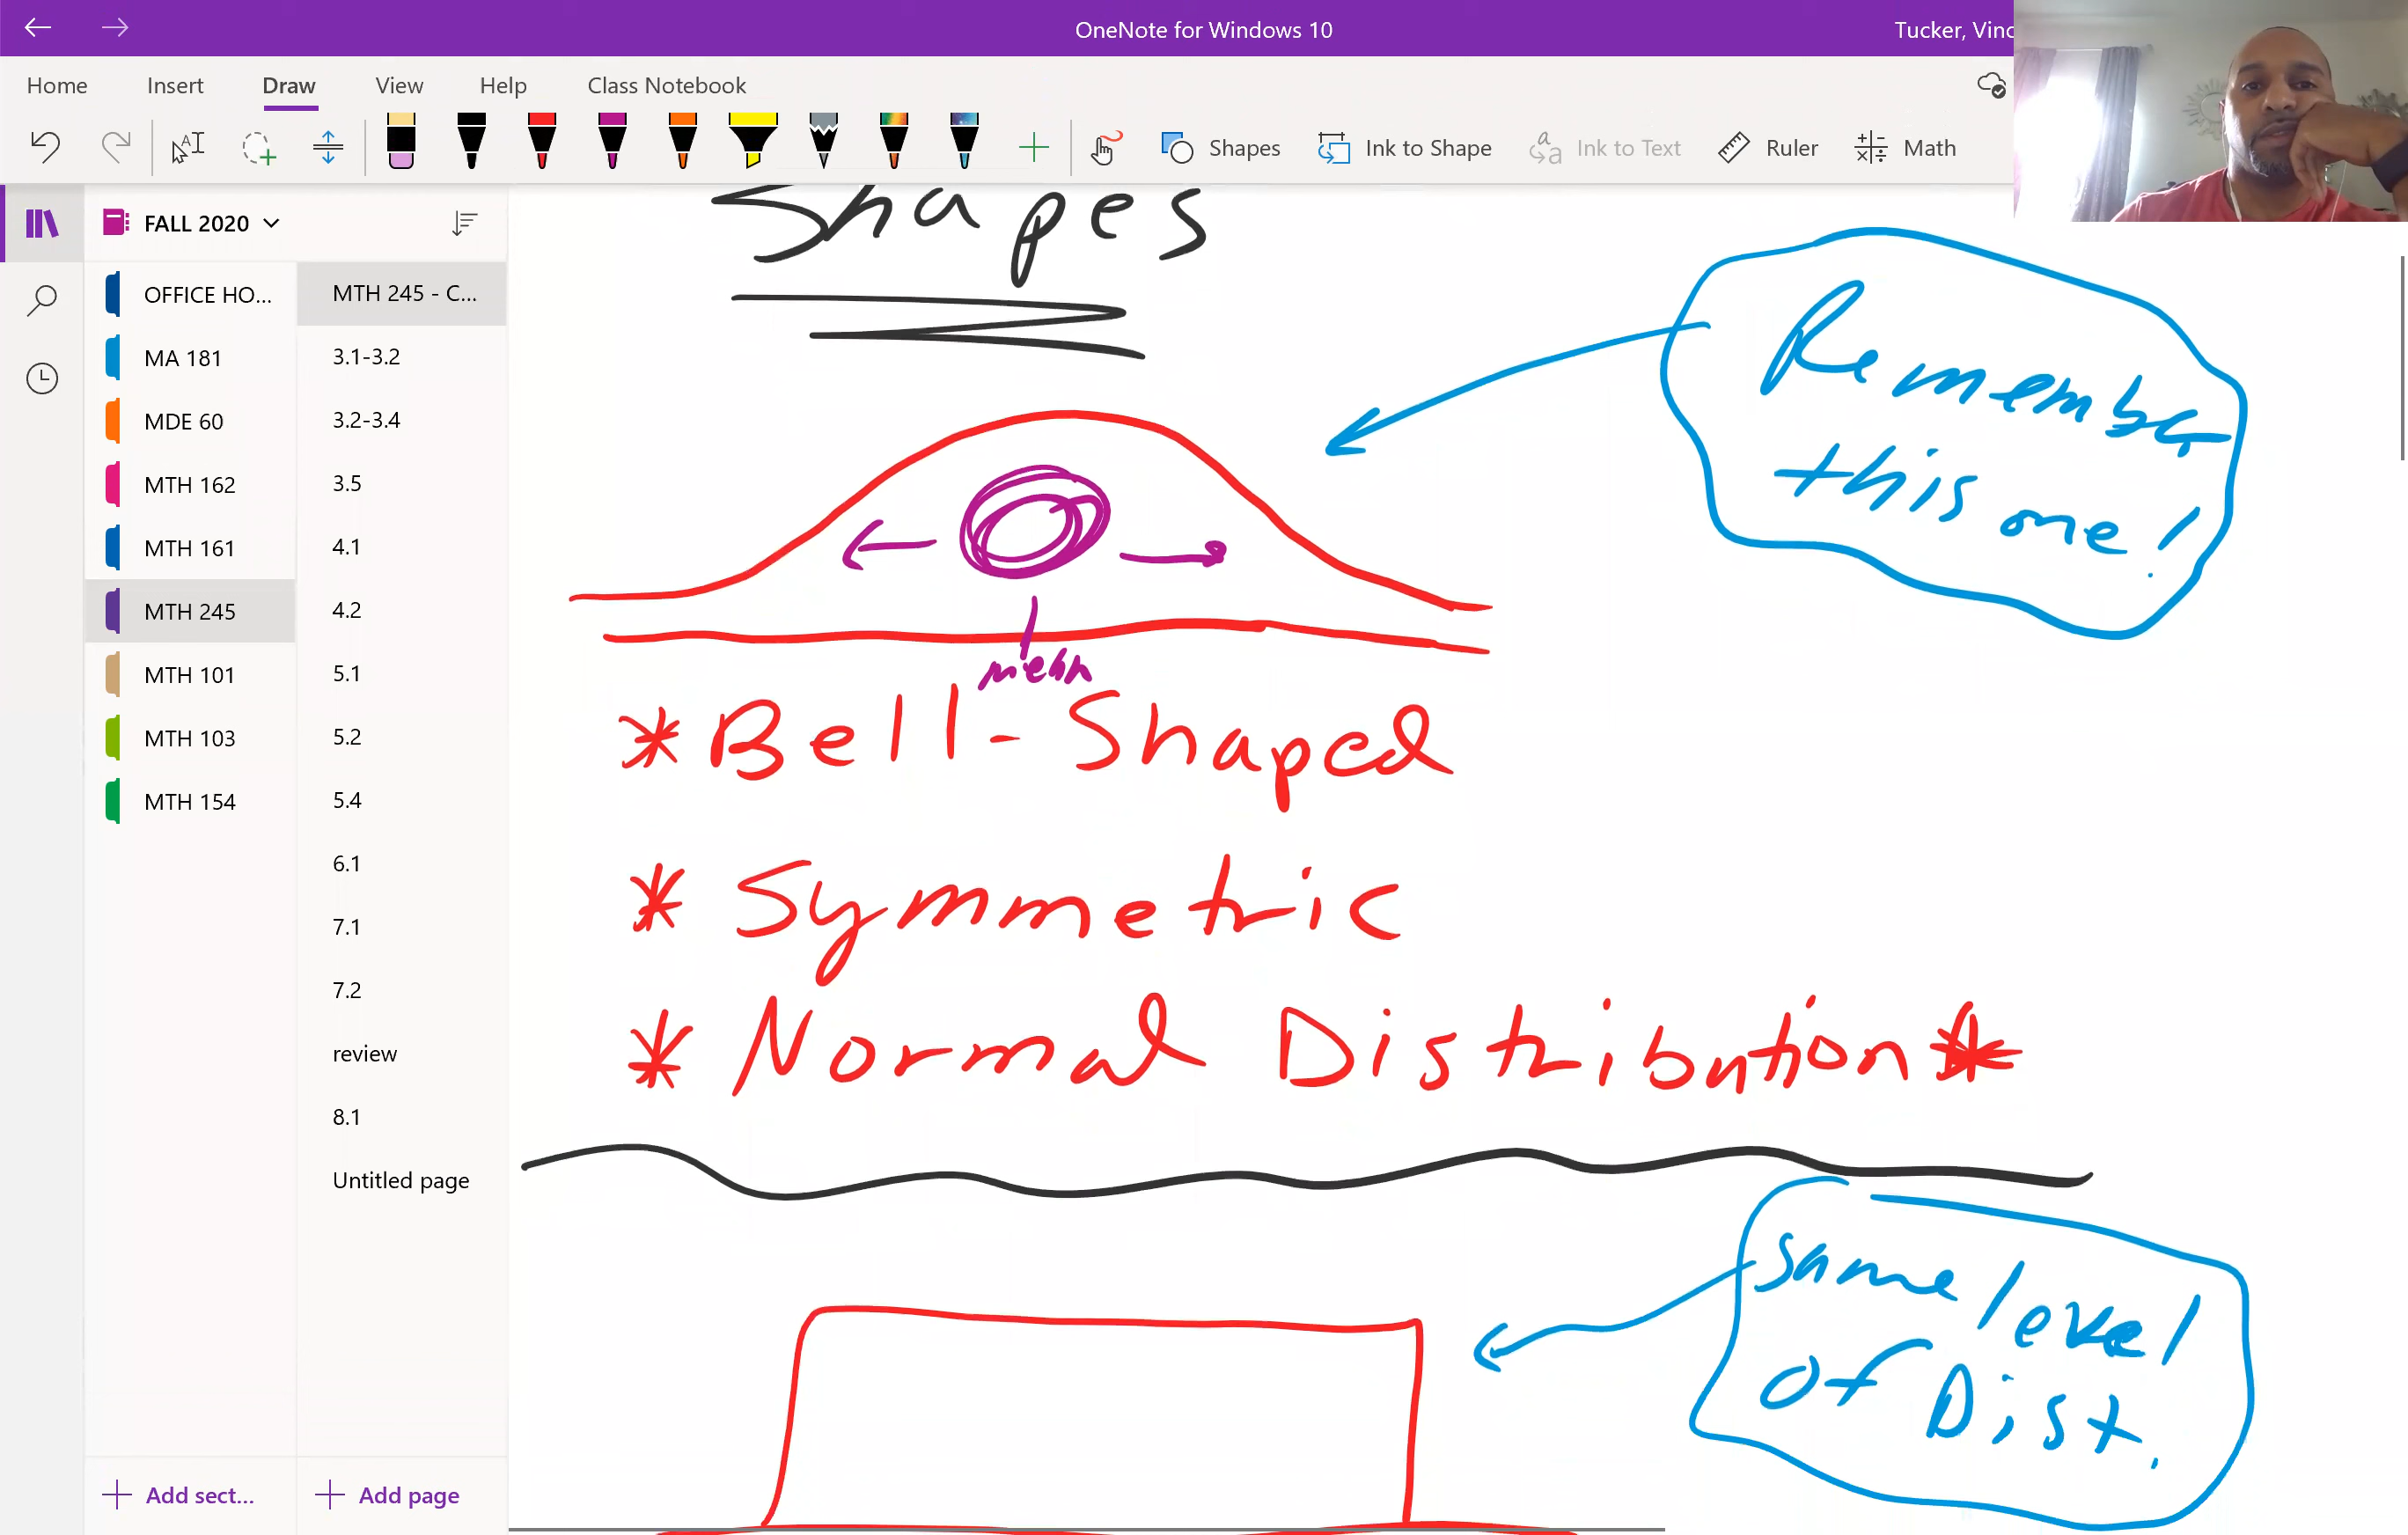 OneNote for Windows 10
Tucker, Vinc
Home Insert Draw View Help Class Notebook
Shapes Ink to Shape Ink to Text Ruler Math
FALL 2020
OFFICE HO...
MA 181
MDE 60
MTH 162
MTH 161
MTH 245
MTH 101
MTH 103
MTH 154
Add sect...
MTH 245 - C...
3.1-3.2
3.2-3.4
3.5
4.1
4.2
5.1
5.2
5.4
6.1
7.1
7.2
review
8.1
Untitled page
Add page
Shapes
Remember
this one!
mean
* Bell-Shaped
* Symmetric
* Normal Distribution *
same level
of Dist.